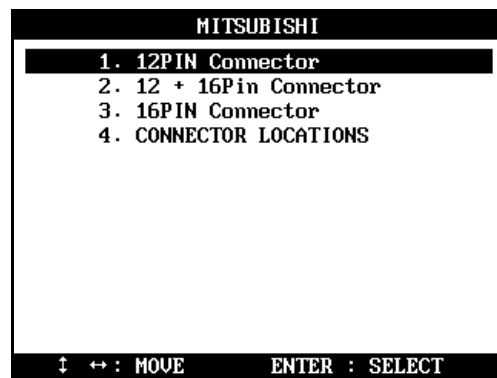 MITSUBISHI
1. 12PIN Connector
2. 12 + 16Pin Connector
3. 16PIN Connector
4. CONNECTOR LOCATIONS
↕ ↔: MOVE ENTER : SELECT